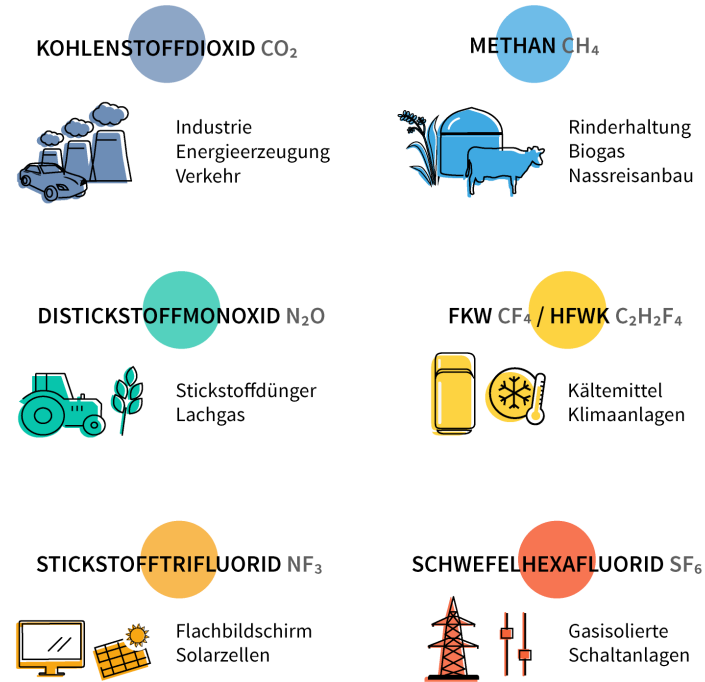 KOHLENSTOFFDIOXID CO₂
Industrie
Energieerzeugung
Verkehr
METHAN CH₄
Rinderhaltung
Biogas
Nassreisanbau
DISTICKSTOFFMONOXID N₂O
Stickstoffdünger
Lachgas
FKW CF₄ / HFWK C₂H₂F₄
Kältemittel
Klimaanlagen
STICKSTOFFTRIFLUORID NF₃
Flachbildschirm
Solarzellen
SCHWEFELHEXAFLUORID SF₆
Gasisolierte
Schaltanlagen